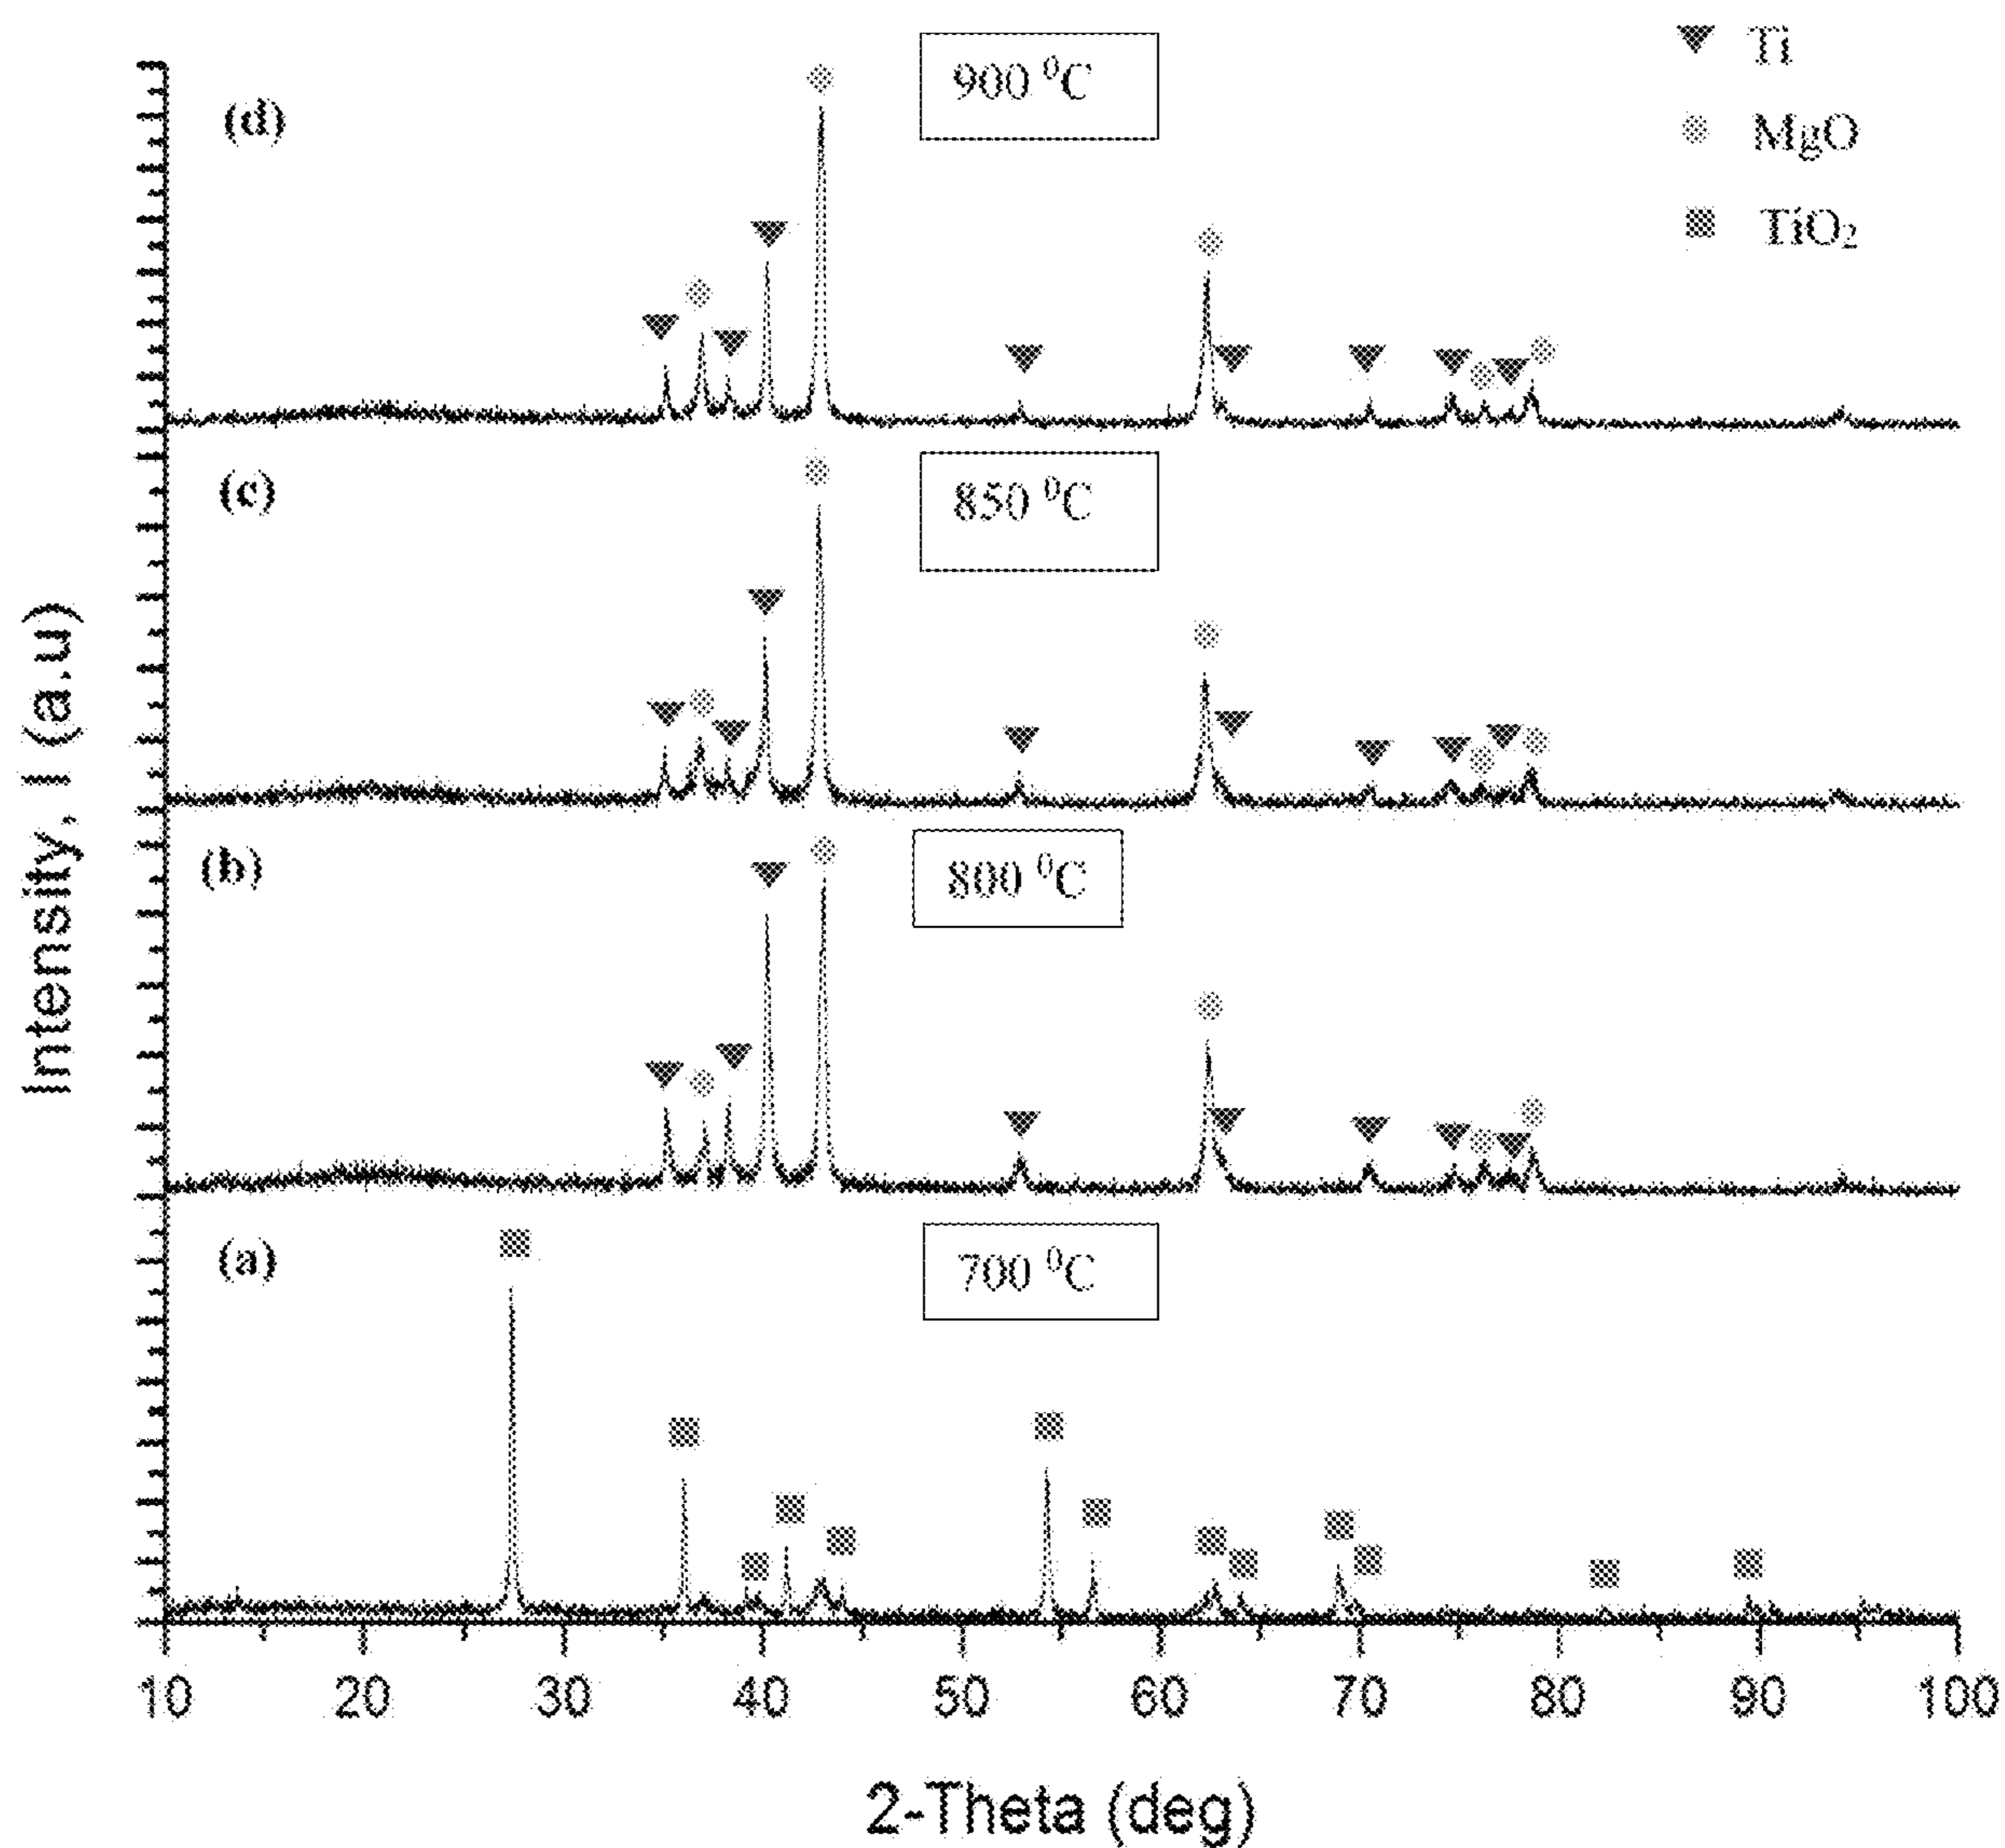 Ti
MgO
TiO₂
(d)
900 ⁰C
(c)
850 ⁰C
(b)
800 ⁰C
(a)
700 ⁰C
Intensity, I (a.u)
10 20 30 40 50 60 70 80 90 100
2-Theta (deg)